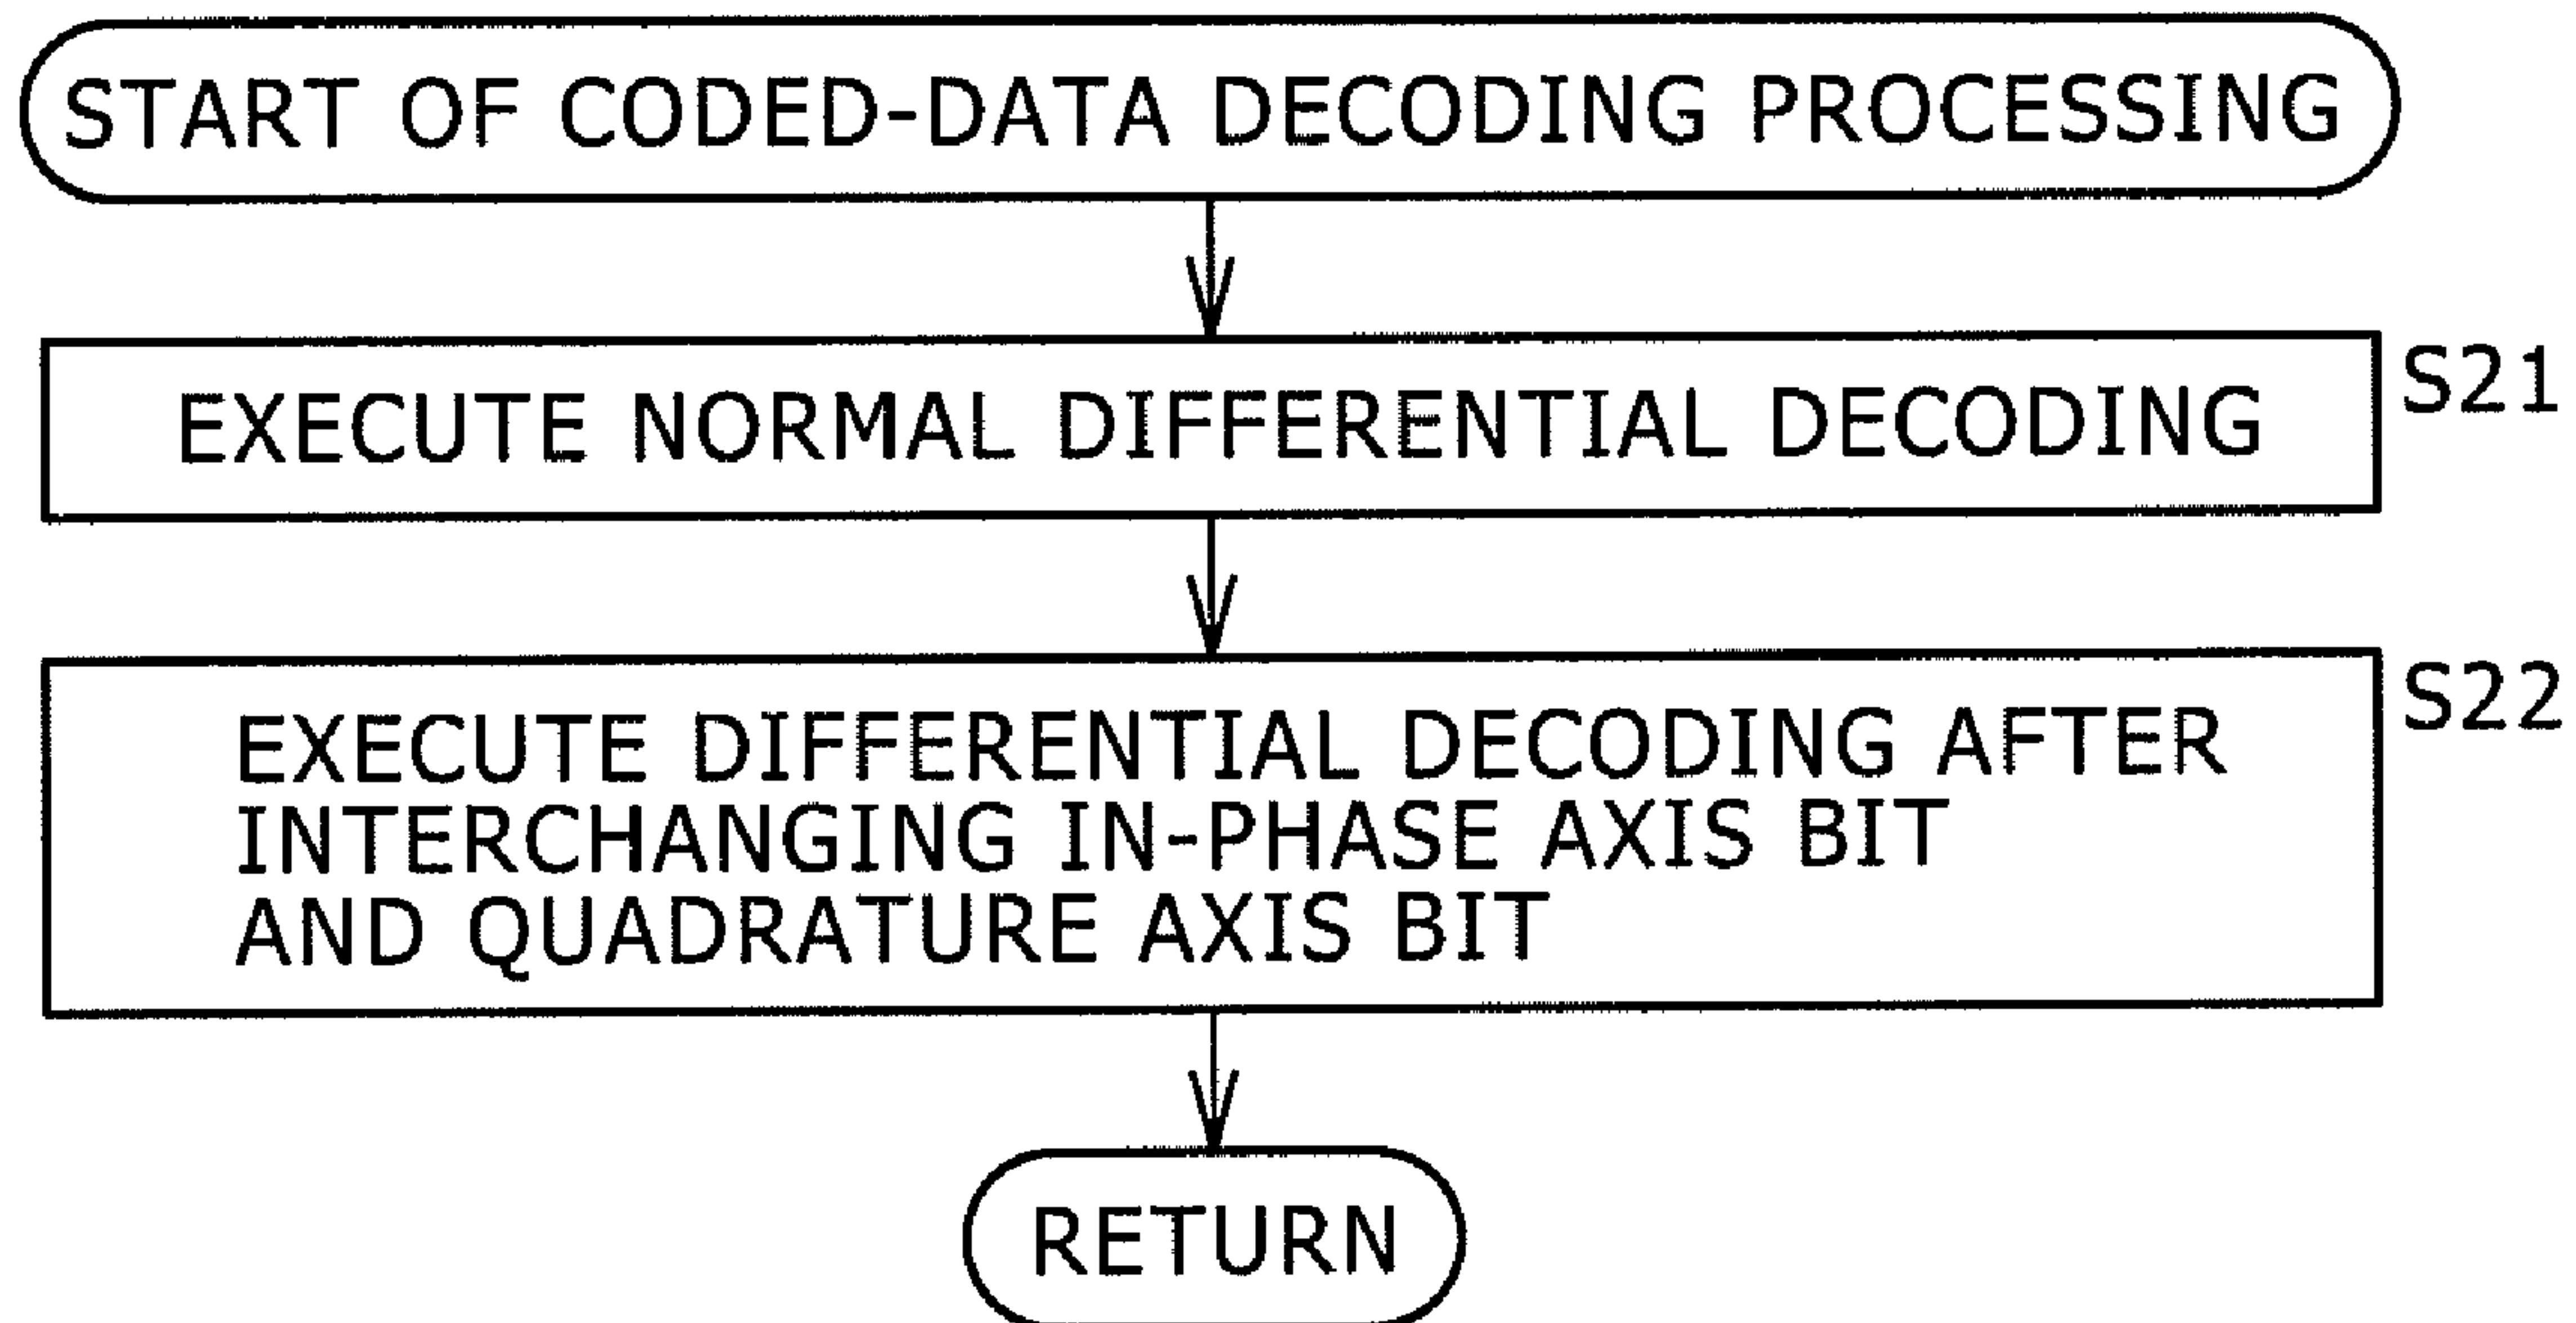 START OF CODED-DATA DECODING PROCESSING
EXECUTE NORMAL DIFFERENTIAL DECODING
S21
EXECUTE DIFFERENTIAL DECODING AFTER
INTERCHANGING IN-PHASE AXIS BIT
AND QUADRATURE AXIS BIT
S22
RETURN